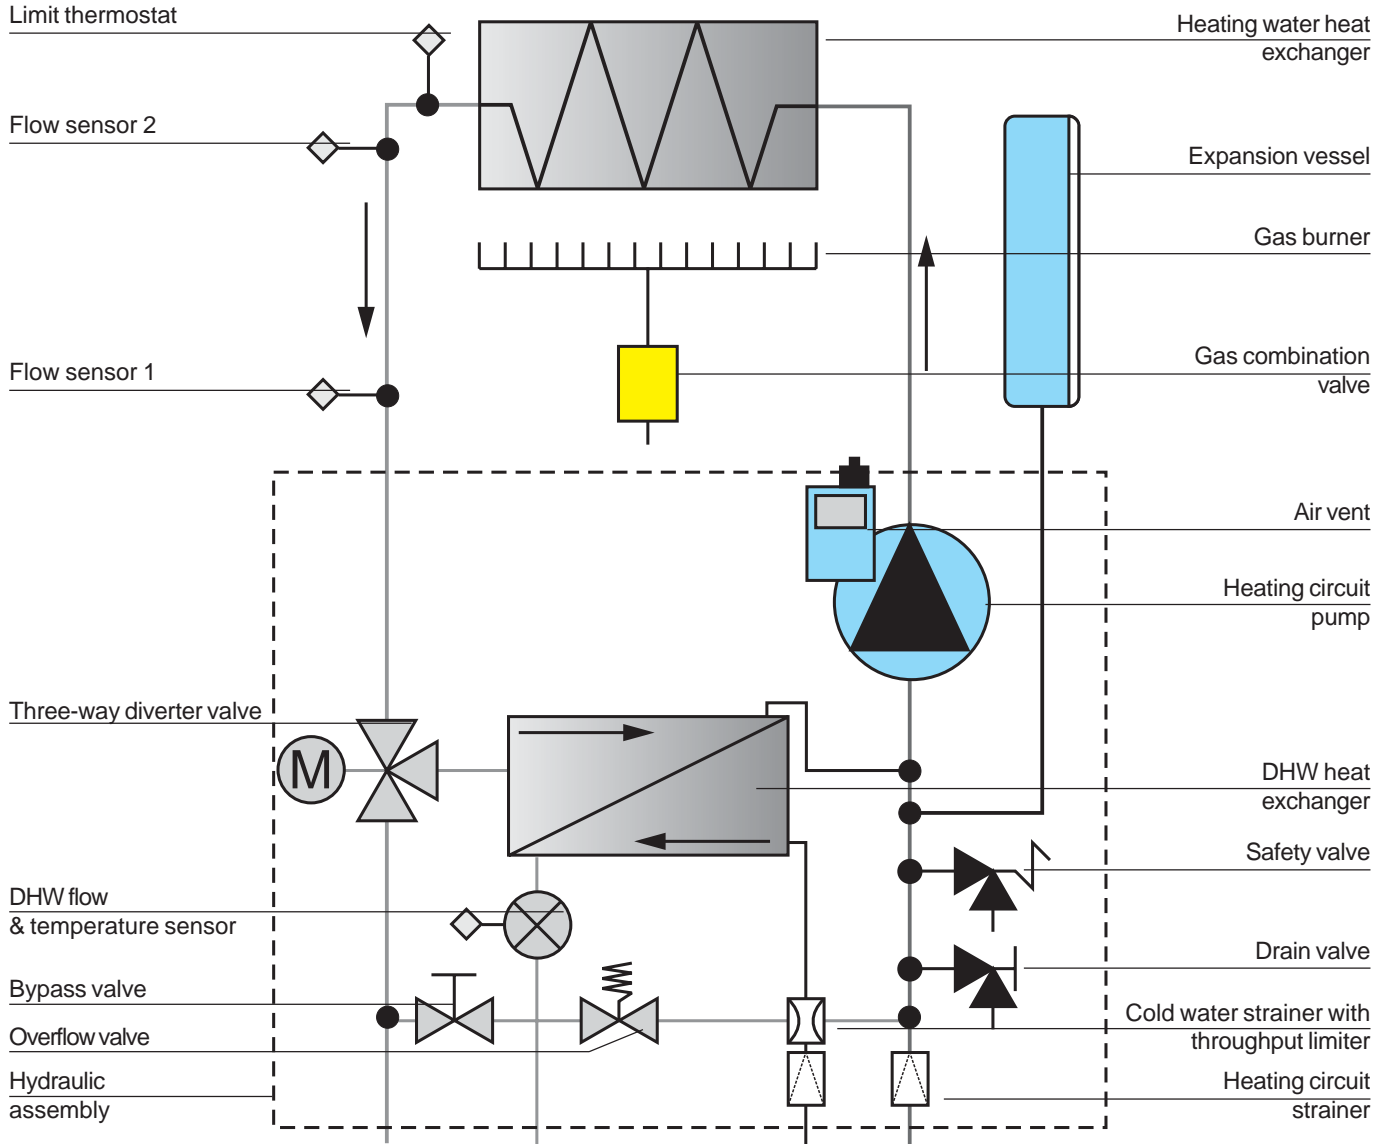 Limit thermostat
Flow sensor 2
Flow sensor 1
Three-way diverter valve
M
DHW flow
& temperature sensor
Bypass valve
Overflow valve
Hydraulic
assembly
Heating water heat
exchanger
Expansion vessel
Gas burner
Gas combination
valve
Air vent
Heating circuit
pump
DHW heat
exchanger
Safety valve
Drain valve
Cold water strainer with
throughput limiter
Heating circuit
strainer